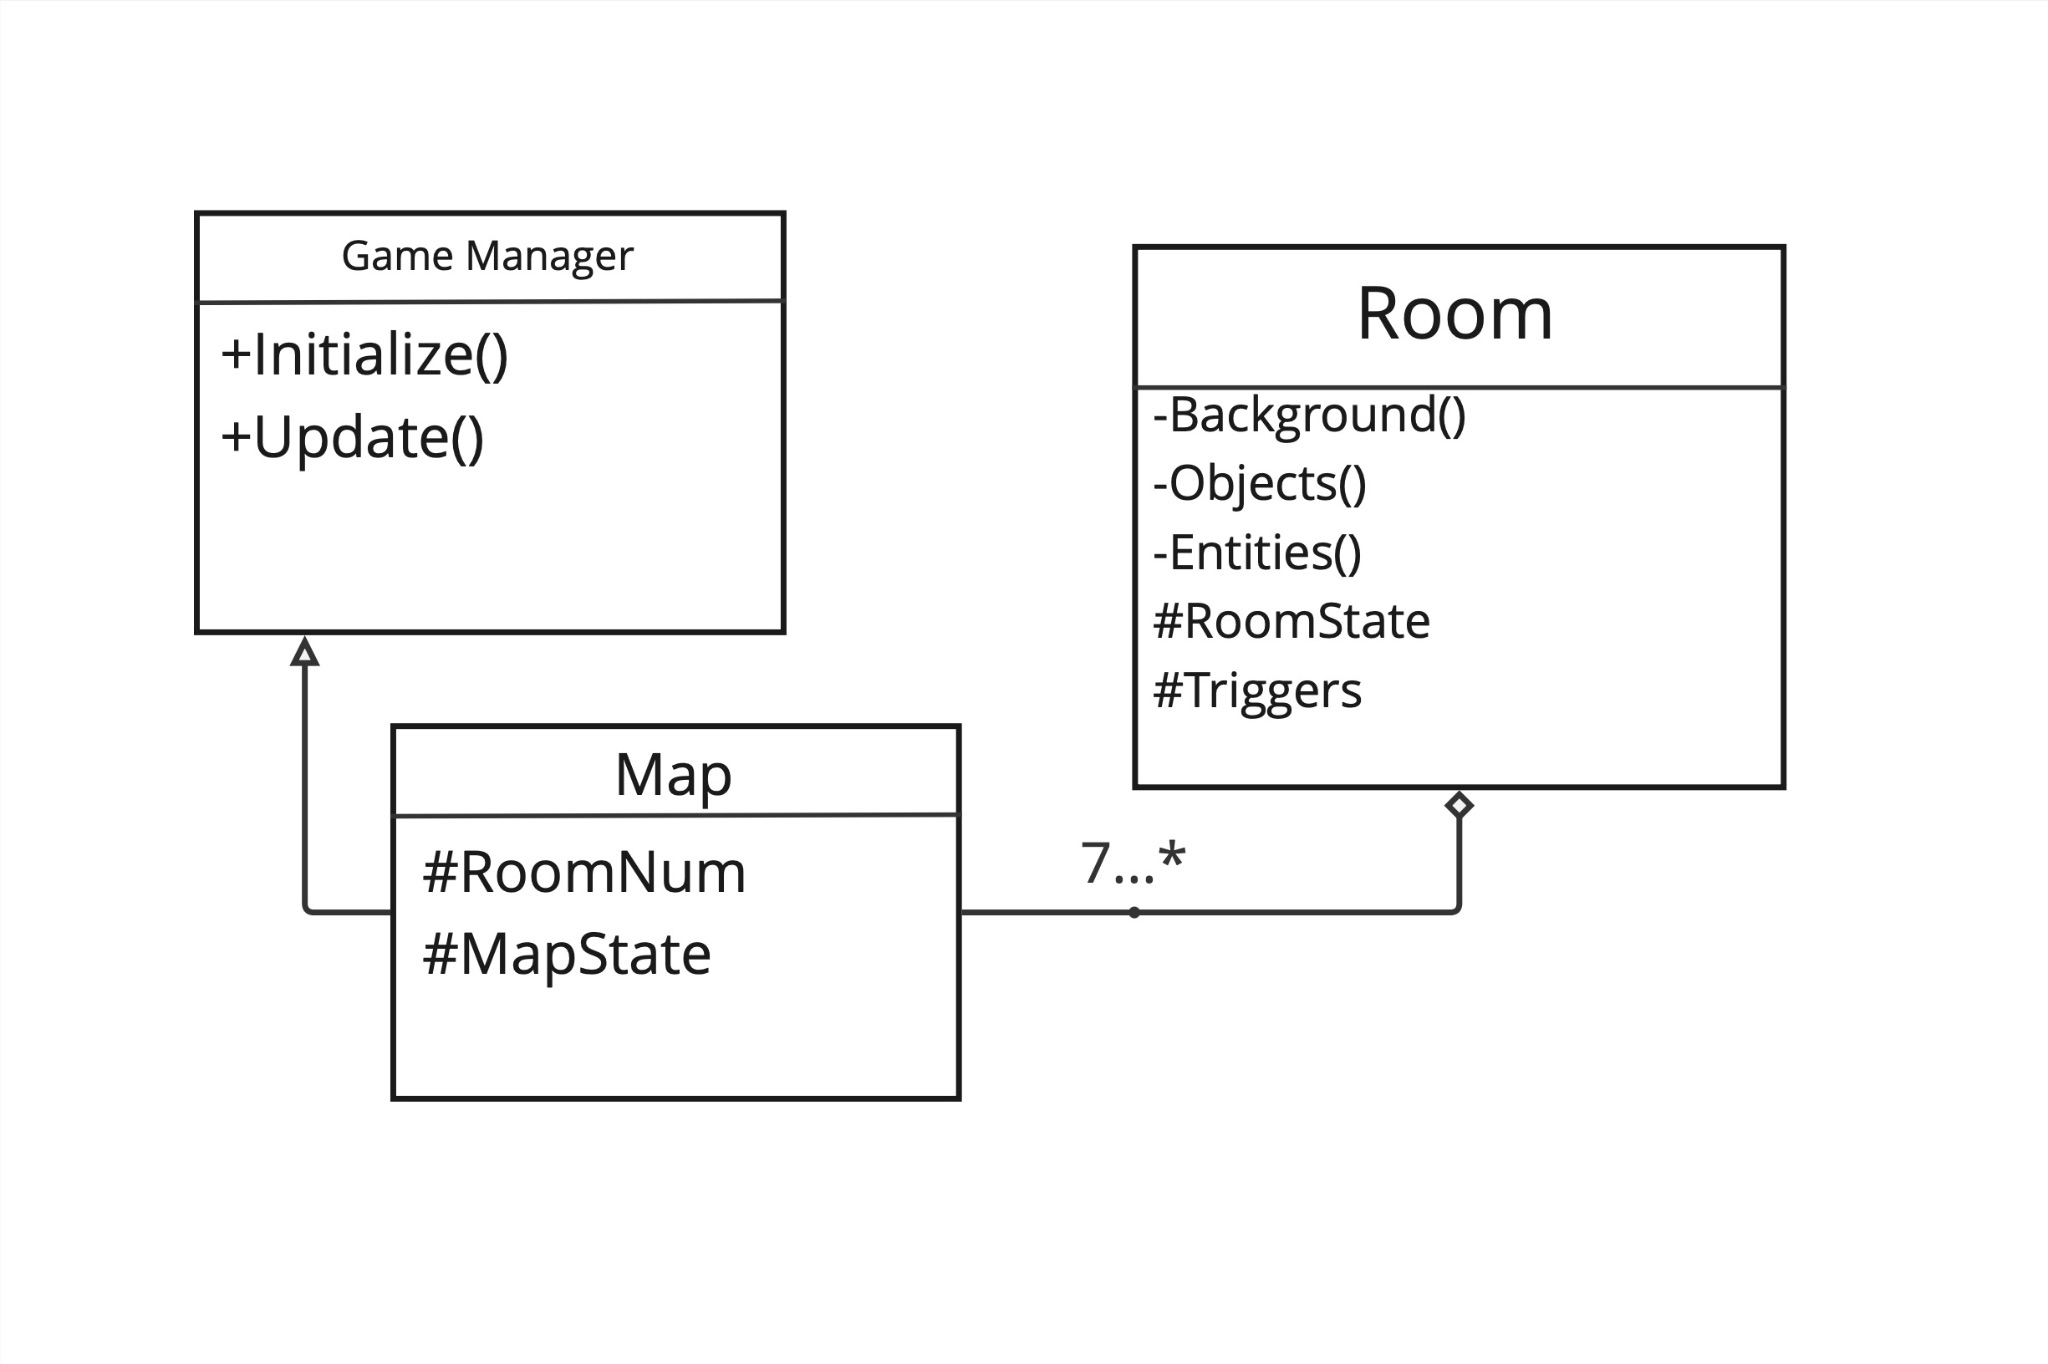 Game Manager
+Initialize()
+Update()
Room
-Background()
-Objects()
-Entities()
#RoomState
#Triggers
Map
#RoomNum
#MapState
7...*